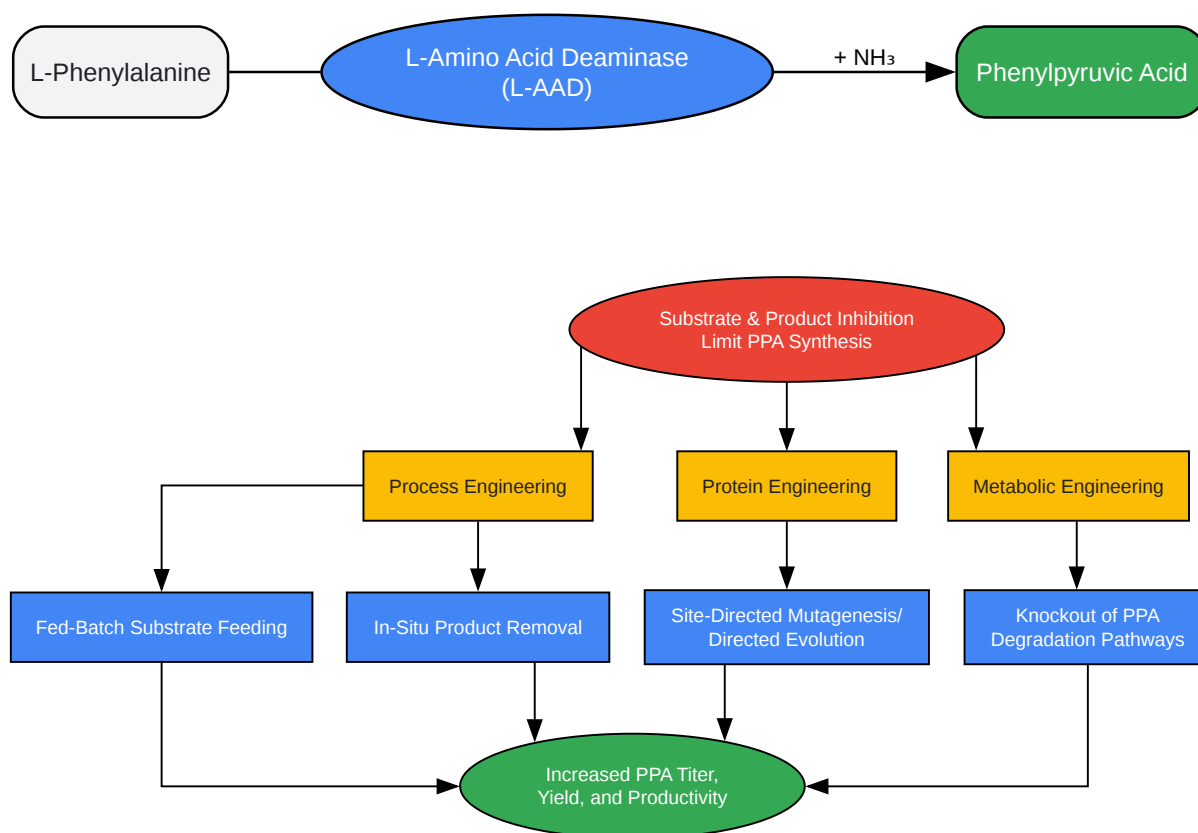 L-Phenylalanine
L-Amino Acid Deaminase
(L-AAD)
+ NH₃
Phenylpyruvic Acid
Substrate & Product Inhibition
Limit PPA Synthesis
Process Engineering
Protein Engineering
Metabolic Engineering
Fed-Batch Substrate Feeding
In-Situ Product Removal
Site-Directed Mutagenesis/
Directed Evolution
Knockout of PPA
Degradation Pathways
Increased PPA Titer,
Yield, and Productivity